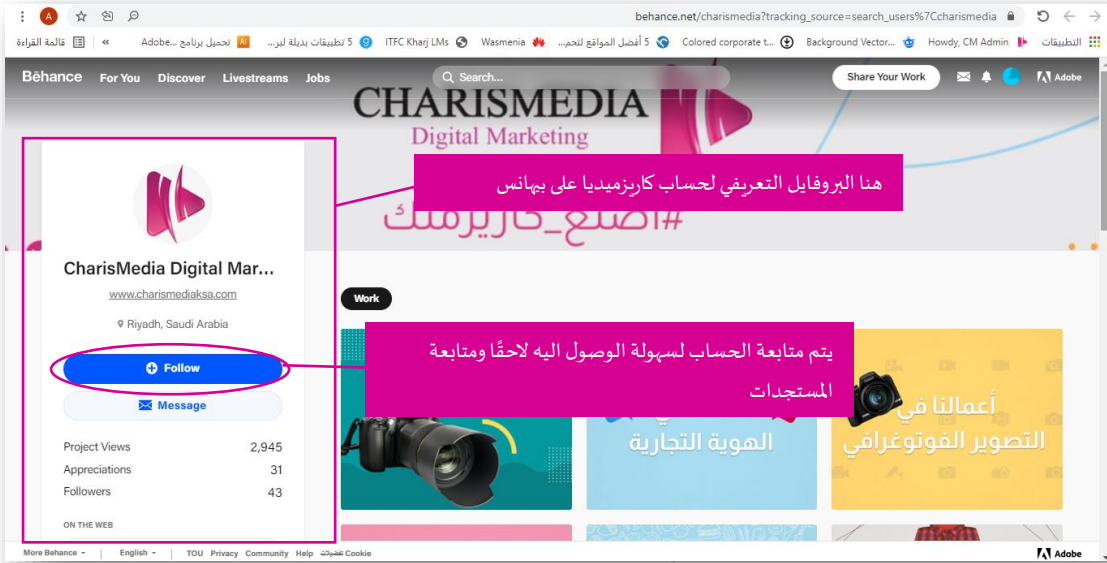 A
behance.net/charismedia?tracking_source=search_users%7Ccharismedia
التطبيقات
Howdy, CM Admin
Background Vector...
Colored corporate t...
5 أفضل المواقع لتحم...
Wasmenia
ITFC Kharj LMs
5 تطبيقات بديلة لبر...
تحميل برنامج Adobe...
»
قائمة القراءة
Bēhance For You Discover Livestreams Jobs
Search...
Share Your Work
Adobe
CHARISMEDIA
Digital Marketing
#اصنع_كاريزمتك
هنا البروفايل التعريفي لحساب كاريزميديا على بيهانس
CharisMedia Digital Mar...
www.charismediaksa.com
Riyadh, Saudi Arabia
Follow
Message
Project Views 2,945
Appreciations 31
Followers 43
ON THE WEB
Work
يتم متابعة الحساب لسهولة الوصول اليه لاحقًا ومتابعة
المستجدات
الهوية التجارية
أعمالنا في
التصوير الفوتوغرافي
More Behance
English
TOU Privacy Community Help Cookie تفضيلات
Adobe